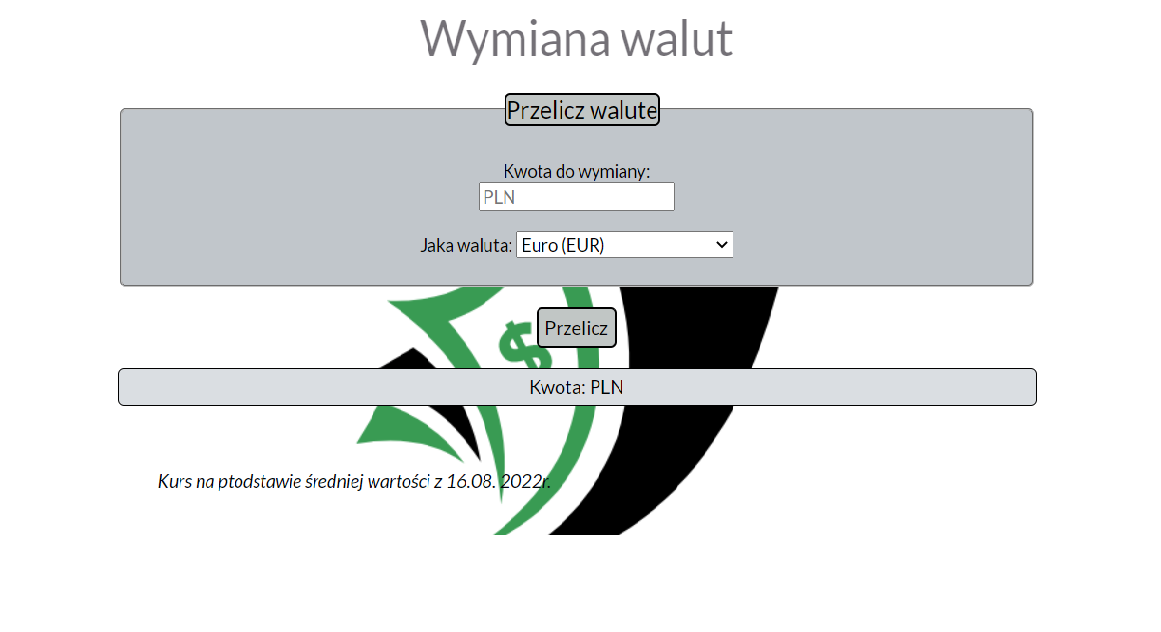 Wymiana walut
Przelicz walute
Kwota do wymiany:
PLN
Jaka waluta: Euro (EUR)
$
Przelicz
Kwota: PLN
Kurs na ptodstawie średniej wartości z 16.08. 2022r.